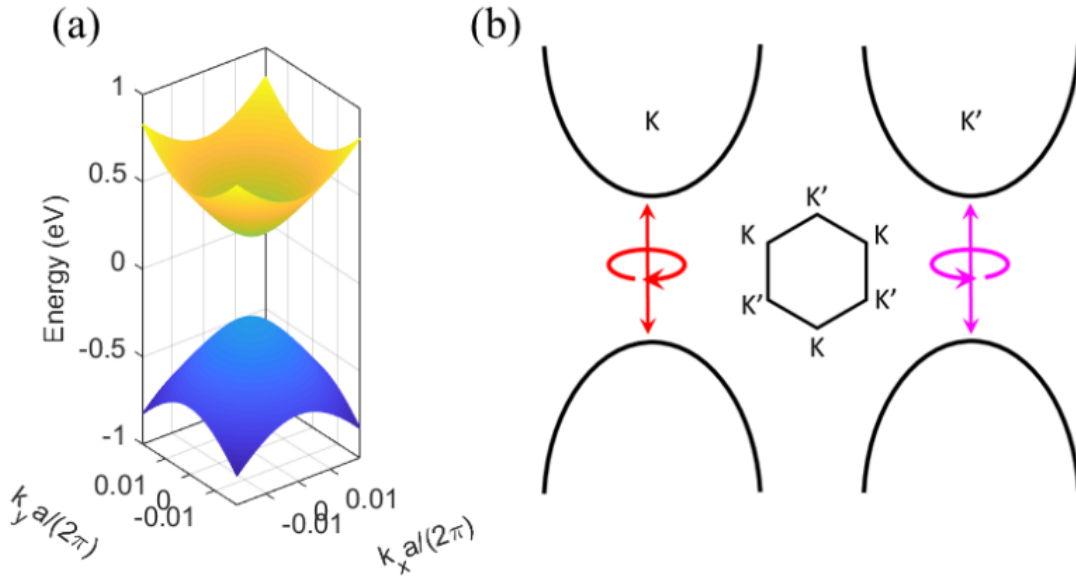 (a)
1
0.5
0
-0.5
-1
Energy (eV)
0.01
0
-0.01
k_y a/(2π)
0.01
0
-0.01
k_x a/(2π)
(b)
K
K’
K’
K
K
K’
K’
K